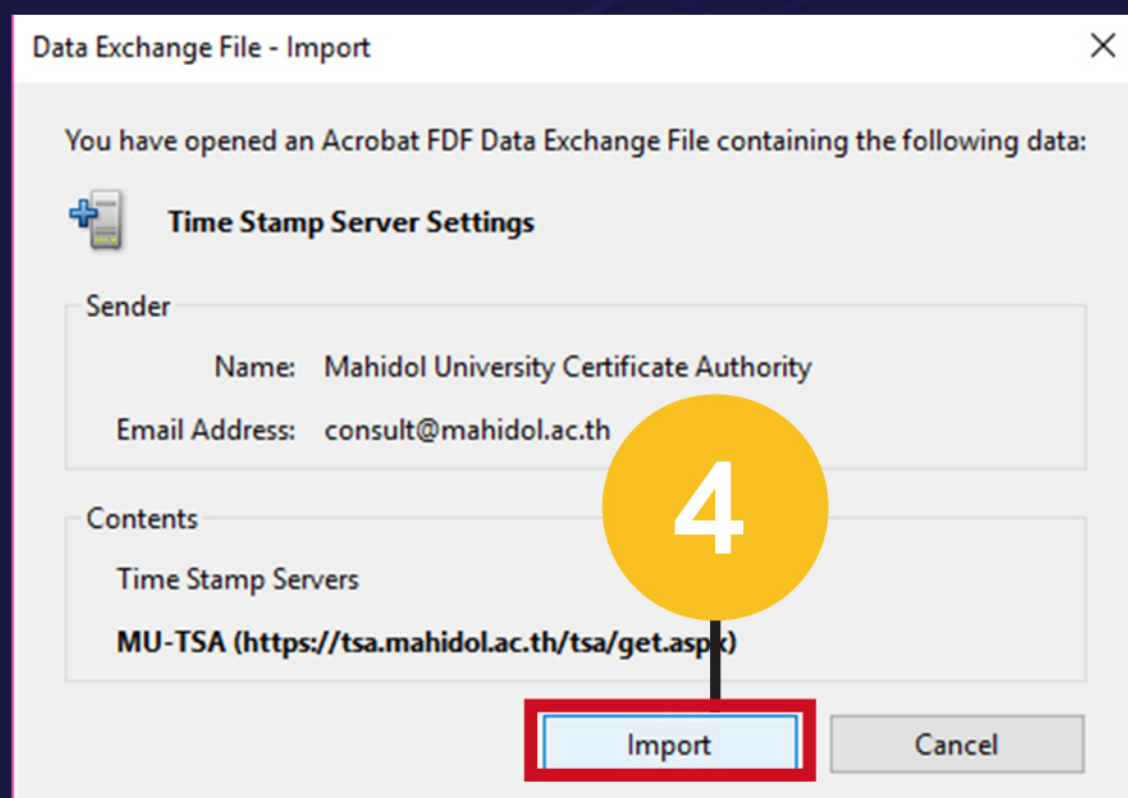 Data Exchange File - Import
You have opened an Acrobat FDF Data Exchange File containing the following data:
Time Stamp Server Settings
Sender
Name: Mahidol University Certificate Authority
Email Address: consult@mahidol.ac.th
4
Contents
Time Stamp Servers
MU-TSA (https://tsa.mahidol.ac.th/tsa/get.aspx)
Import Cancel